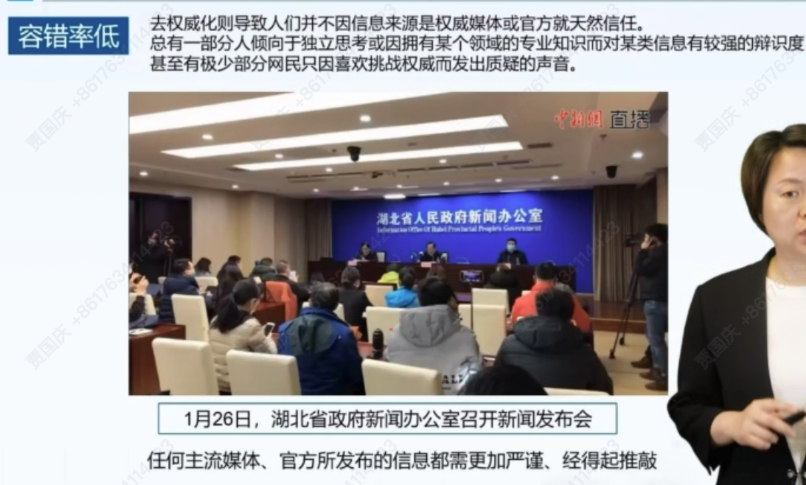 容错率低
去权威化则导致人们并不因信息来源是权威媒体或官方就天然信任。
总有一部分人倾向于独立思考或因拥有某个领域的专业知识而对某类信息有较强的辩识度
甚至有极少部分网民只因喜欢挑战权威而发出质疑的声音。
中新网 直播
湖北省人民政府新闻办公室
Information Office Of Hubei Provincial People's Government
1月26日，湖北省政府新闻办公室召开新闻发布会
任何主流媒体、官方所发布的信息都需更加严谨、经得起推敲